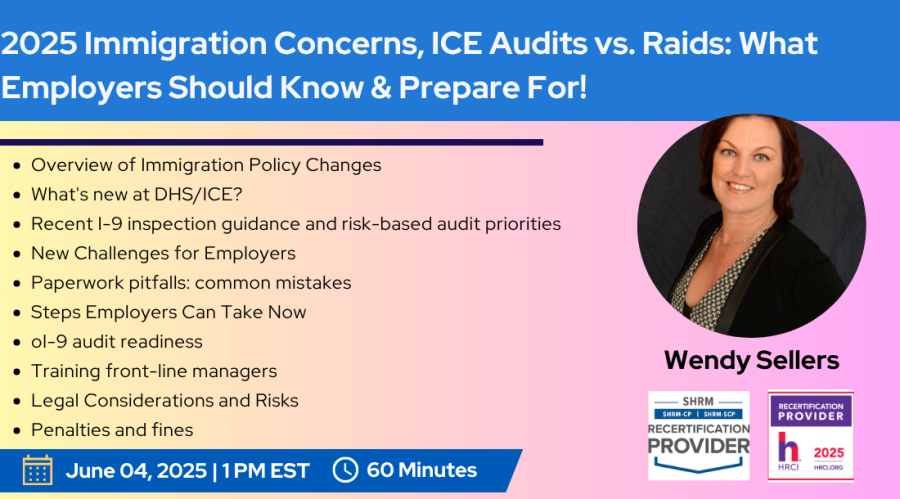 2025 Immigration Concerns, ICE Audits vs. Raids: What
Employers Should Know & Prepare For!
Overview of Immigration Policy Changes
What's new at DHS/ICE?
Recent I-9 inspection guidance and risk-based audit priorities
New Challenges for Employers
Paperwork pitfalls: common mistakes
Steps Employers Can Take Now
oI-9 audit readiness
Training front-line managers
Legal Considerations and Risks
Penalties and fines
June 04, 2025 | 1 PM EST
60 Minutes
Wendy Sellers
SHRM
SHRM-CP | SHRM-SCP
RECERTIFICATION
PROVIDER
RECERTIFICATION
PROVIDER
h
HRCI
2025
HRCI.ORG